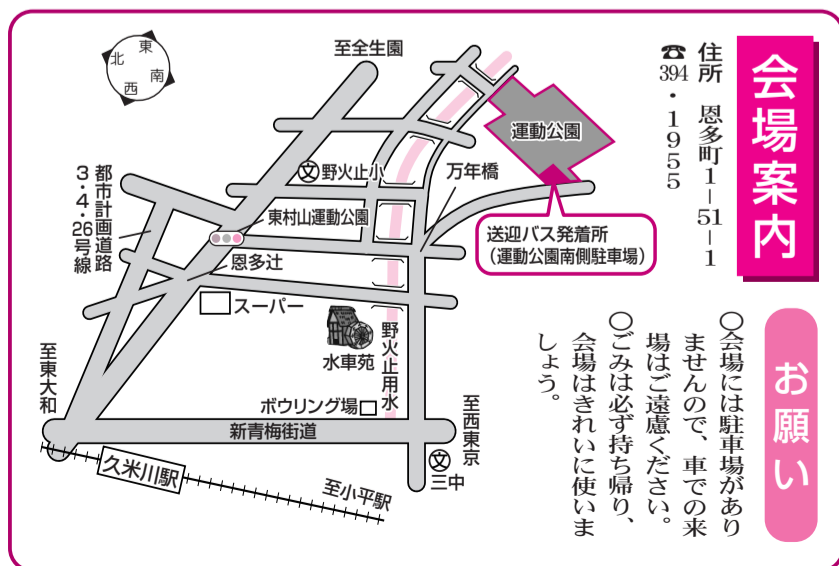 会場案内
住所　恩多町1−51−1
☎394・1955
お願い
○会場には駐車場があり
ませんので、車での来
場はご遠慮ください。
○ごみは必ず持ち帰り、
会場はきれいに使いま
しょう。
東
北
南
西
至全生園
運動公園
文
野火止小
万年橋
都市計画道路
3・4・26号線
東村山運動公園
送迎バス発着所
（運動公園南側駐車場）
恩多辻
スーパー
水車苑
野火止用水
至東大和
ボウリング場
新青梅街道
至西東京
文
三中
久米川駅
至小平駅